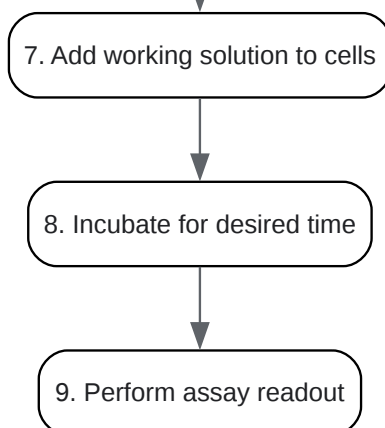 7. Add working solution to cells
8. Incubate for desired time
9. Perform assay readout